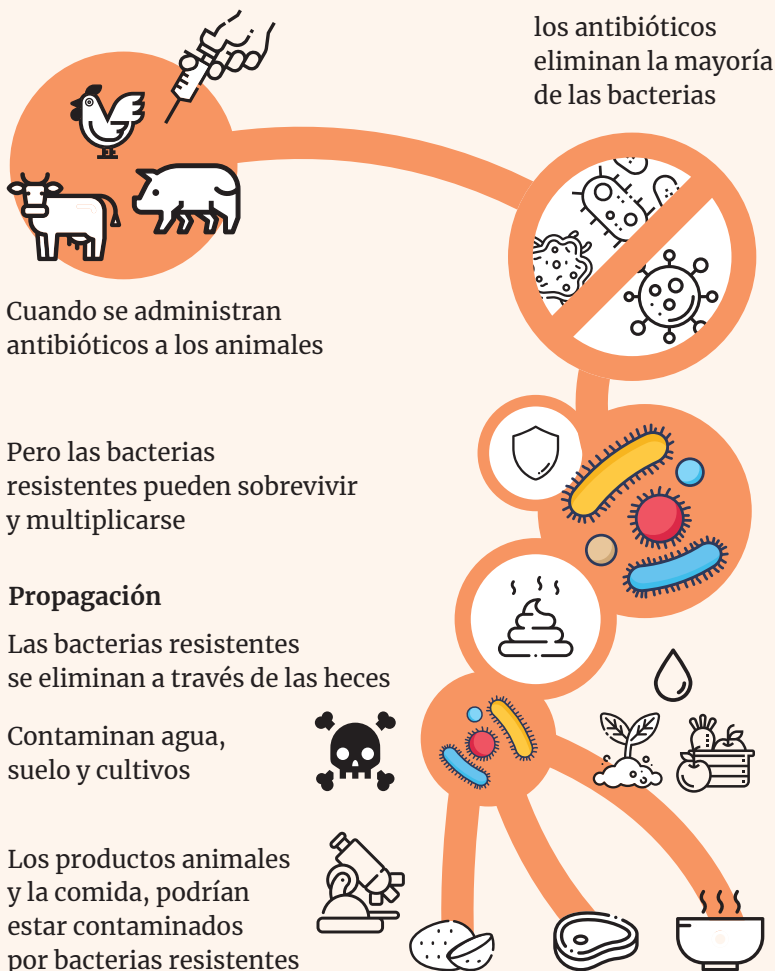 Cuando se administran
antibióticos a los animales
los antibióticos
eliminan la mayoría
de las bacterias
Pero las bacterias
resistentes pueden sobrevivir
y multiplicarse
Propagación
Las bacterias resistentes
se eliminan a través de las heces
Contaminan agua,
suelo y cultivos
Los productos animales
y la comida, podrían
estar contaminados
por bacterias resistentes